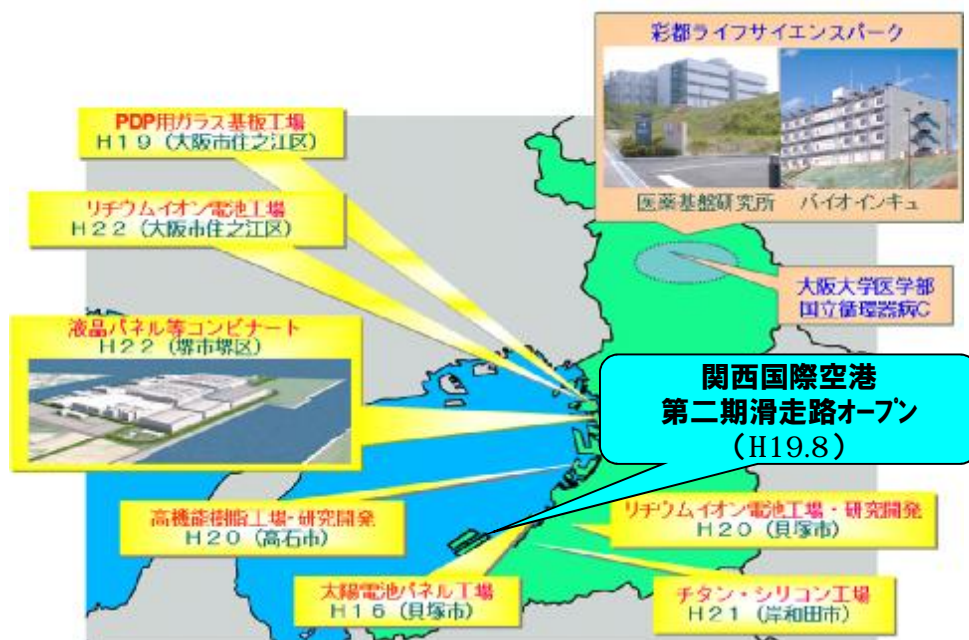 彩都ライフサイエンスパーク
医薬基盤研究所 バイオインキュ
PDP用ガラス基板工場
H19(大阪市住之江区)
リチウムイオン電池工場
H22(大阪市住之江区)
大阪大学医学部
国立循環器病C
液晶パネル等コンビナート
H22(堺市堺区)
関西国際空港
第二期滑走路オープン
(H19.8)
高機能樹脂工場・研究開発
H20(高石市)
リチウムイオン電池工場・研究開発
H20(貝塚市)
太陽電池パネル工場
H16(貝塚市)
チタン・シリコン工場
H21(岸和田市)